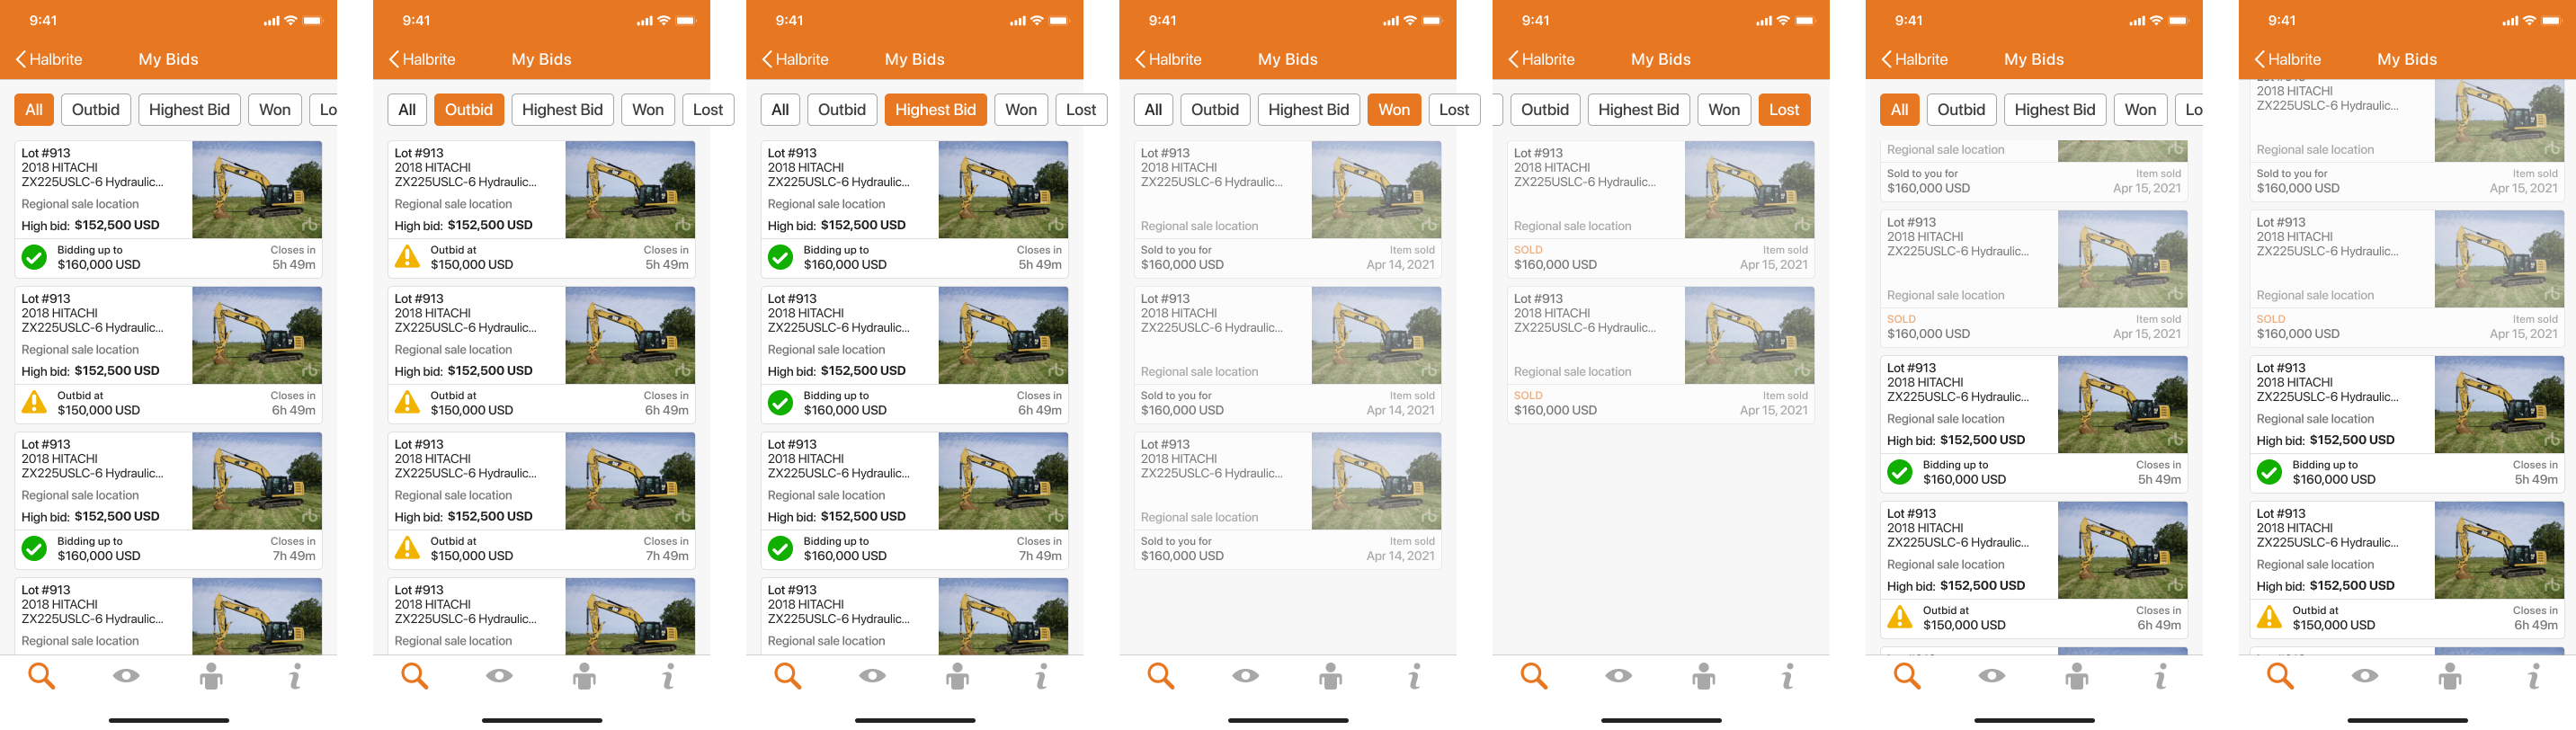 9:41
Halbrite My Bids
All Outbid Highest Bid Won Lo
Lot #913
2018 HITACHI
ZX225USLC-6 Hydraulic...
Regional sale location
High bid: $152,500 USD
Bidding up to Closes in
$160,000 USD 5h 49m
Lot #913
2018 HITACHI
ZX225USLC-6 Hydraulic...
Regional sale location
High bid: $152,500 USD
Outbid at Closes in
$150,000 USD 6h 49m
Lot #913
2018 HITACHI
ZX225USLC-6 Hydraulic...
Regional sale location
High bid: $152,500 USD
Bidding up to Closes in
$160,000 USD 7h 49m
Lot #913
2018 HITACHI
ZX225USLC-6 Hydraulic...
Regional sale location
9:41
Halbrite My Bids
All Outbid Highest Bid Won Lost
Lot #913
2018 HITACHI
ZX225USLC-6 Hydraulic...
Regional sale location
High bid: $152,500 USD
Outbid at Closes in
$150,000 USD 5h 49m
Lot #913
2018 HITACHI
ZX225USLC-6 Hydraulic...
Regional sale location
High bid: $152,500 USD
Outbid at Closes in
$150,000 USD 6h 49m
Lot #913
2018 HITACHI
ZX225USLC-6 Hydraulic...
Regional sale location
High bid: $152,500 USD
Outbid at Closes in
$150,000 USD 7h 49m
Lot #913
2018 HITACHI
ZX225USLC-6 Hydraulic...
Regional sale location
9:41
Halbrite My Bids
All Outbid Highest Bid Won Lost
Lot #913
2018 HITACHI
ZX225USLC-6 Hydraulic...
Regional sale location
High bid: $152,500 USD
Bidding up to Closes in
$160,000 USD 5h 49m
Lot #913
2018 HITACHI
ZX225USLC-6 Hydraulic...
Regional sale location
High bid: $152,500 USD
Bidding up to Closes in
$160,000 USD 6h 49m
Lot #913
2018 HITACHI
ZX225USLC-6 Hydraulic...
Regional sale location
High bid: $152,500 USD
Bidding up to Closes in
$160,000 USD 7h 49m
Lot #913
2018 HITACHI
ZX225USLC-6 Hydraulic...
Regional sale location
9:41
Halbrite My Bids
All Outbid Highest Bid Won Lost
Lot #913
2018 HITACHI
ZX225USLC-6 Hydraulic...
Regional sale location
Sold to you for Item sold
$160,000 USD Apr 14, 2021
Lot #913
2018 HITACHI
ZX225USLC-6 Hydraulic...
Regional sale location
Sold to you for Item sold
$160,000 USD Apr 14, 2021
Lot #913
2018 HITACHI
ZX225USLC-6 Hydraulic...
Regional sale location
Sold to you for Item sold
$160,000 USD Apr 14, 2021
9:41
Halbrite My Bids
Outbid Highest Bid Won Lost
Lot #913
2018 HITACHI
ZX225USLC-6 Hydraulic...
Regional sale location
SOLD Item sold
$160,000 USD Apr 15, 2021
Lot #913
2018 HITACHI
ZX225USLC-6 Hydraulic...
Regional sale location
SOLD Item sold
$160,000 USD Apr 15, 2021
9:41
Halbrite My Bids
All Outbid Highest Bid Won Lo
Regional sale location
Sold to you for Item sold
$160,000 USD Apr 15, 2021
Lot #913
2018 HITACHI
ZX225USLC-6 Hydraulic...
Regional sale location
SOLD Item sold
$160,000 USD Apr 15, 2021
Lot #913
2018 HITACHI
ZX225USLC-6 Hydraulic...
Regional sale location
High bid: $152,500 USD
Bidding up to Closes in
$160,000 USD 5h 49m
Lot #913
2018 HITACHI
ZX225USLC-6 Hydraulic...
Regional sale location
High bid: $152,500 USD
Outbid at Closes in
$150,000 USD 6h 49m
9:41
Halbrite My Bids
2018 HITACHI
ZX225USLC-6 Hydraulic...
Regional sale location
Sold to you for Item sold
$160,000 USD Apr 15, 2021
Lot #913
2018 HITACHI
ZX225USLC-6 Hydraulic...
Regional sale location
SOLD Item sold
$160,000 USD Apr 15, 2021
Lot #913
2018 HITACHI
ZX225USLC-6 Hydraulic...
Regional sale location
High bid: $152,500 USD
Bidding up to Closes in
$160,000 USD 5h 49m
Lot #913
2018 HITACHI
ZX225USLC-6 Hydraulic...
Regional sale location
High bid: $152,500 USD
Outbid at Closes in
$150,000 USD 6h 49m